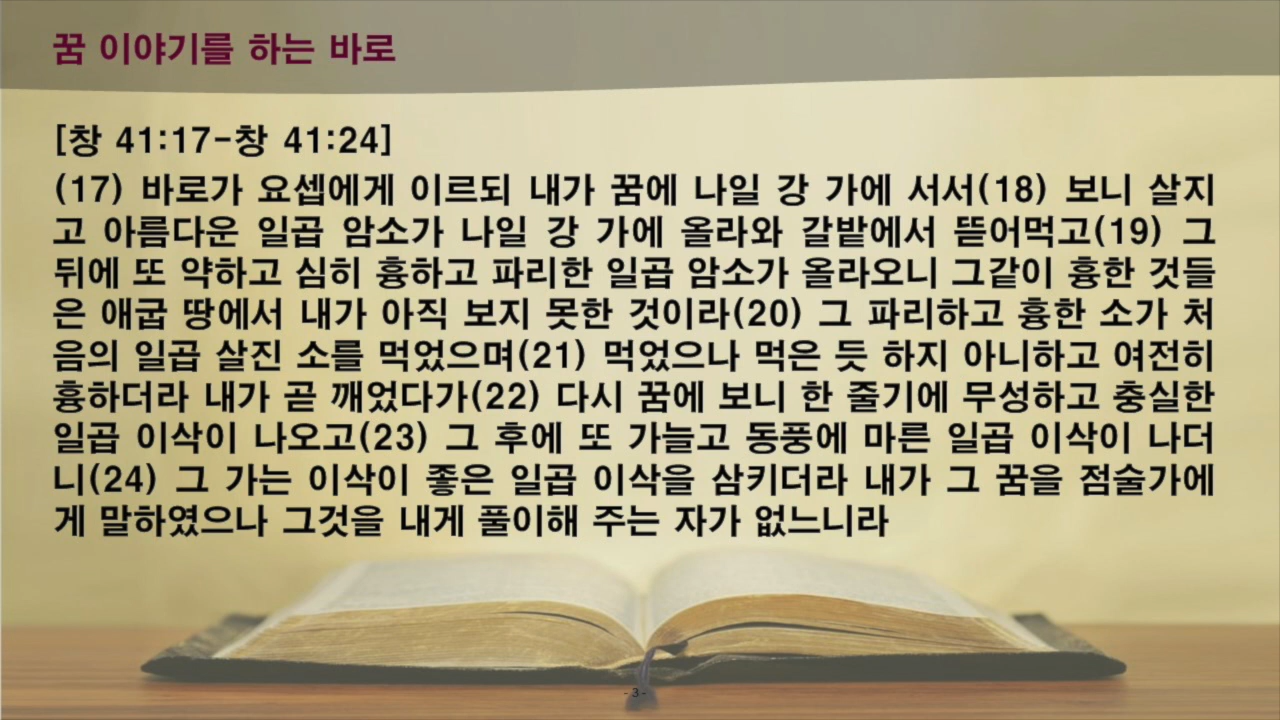 꿈 이야기를 하는 바로
[창 41:17-창 41:24]
(17) 바로가 요셉에게 이르되 내가 꿈에 나일 강 가에 서서(18) 보니 살지
고 아름다운 일곱 암소가 나일 강 가에 올라와 갈밭에서 뜯어먹고(19) 그
뒤에 또 약하고 심히 흉하고 파리한 일곱 암소가 올라오니 그같이 흉한 것들
은 애굽 땅에서 내가 아직 보지 못한 것이라(20) 그 파리하고 흉한 소가 처
음의 일곱 살진 소를 먹었으며(21) 먹었으나 먹은 듯 하지 아니하고 여전히
흉하더라 내가 곧 깨었다가(22) 다시 꿈에 보니 한 줄기에 무성하고 충실한
일곱 이삭이 나오고(23) 그 후에 또 가늘고 동풍에 마른 일곱 이삭이 나더
니(24) 그 가는 이삭이 좋은 일곱 이삭을 삼키더라 내가 그 꿈을 점술가에
게 말하였으나 그것을 내게 풀이해 주는 자가 없느니라
- 3 -